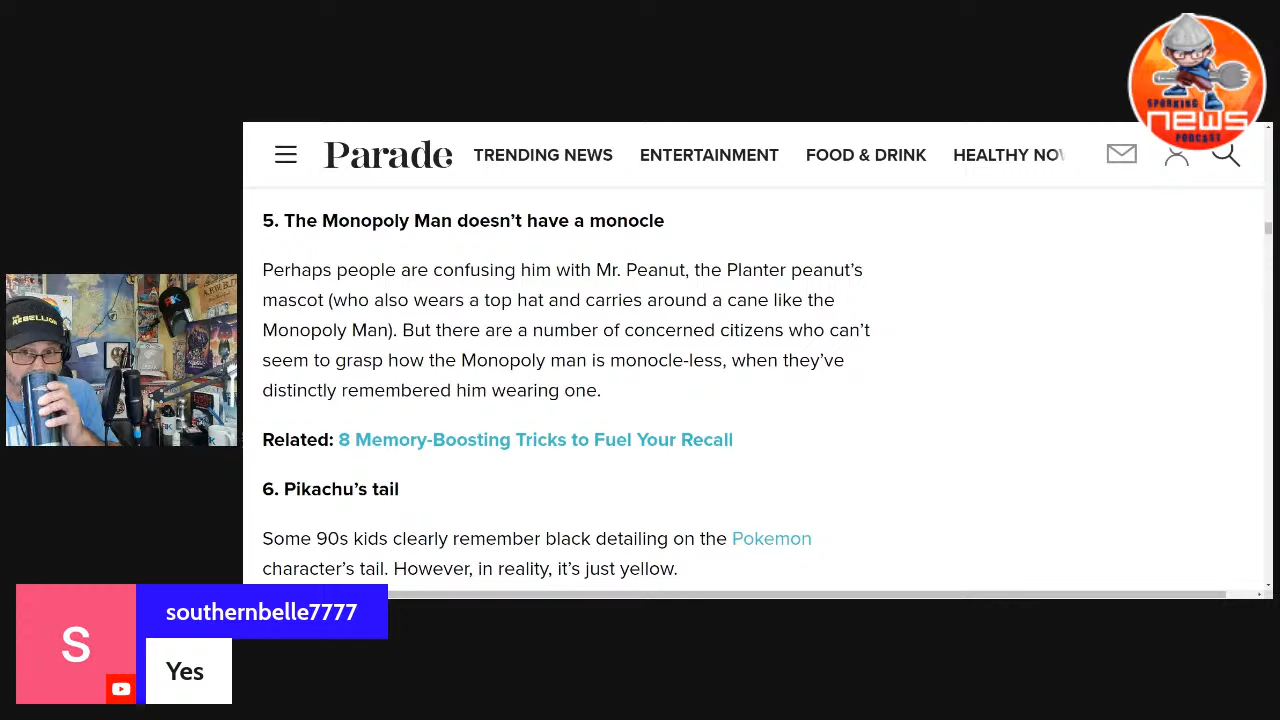 SPORKING
NEWS
PODCAST
Parade
TRENDING NEWS
ENTERTAINMENT
FOOD & DRINK
HEALTHY NOW
5. The Monopoly Man doesn’t have a monocle
Perhaps people are confusing him with Mr. Peanut, the Planter peanut’s
mascot (who also wears a top hat and carries around a cane like the
Monopoly Man). But there are a number of concerned citizens who can’t
seem to grasp how the Monopoly man is monocle-less, when they’ve
distinctly remembered him wearing one.
Related: 8 Memory-Boosting Tricks to Fuel Your Recall
6. Pikachu’s tail
Some 90s kids clearly remember black detailing on the Pokemon
character’s tail. However, in reality, it’s just yellow.
REBELLION
S
southernbelle7777
Yes